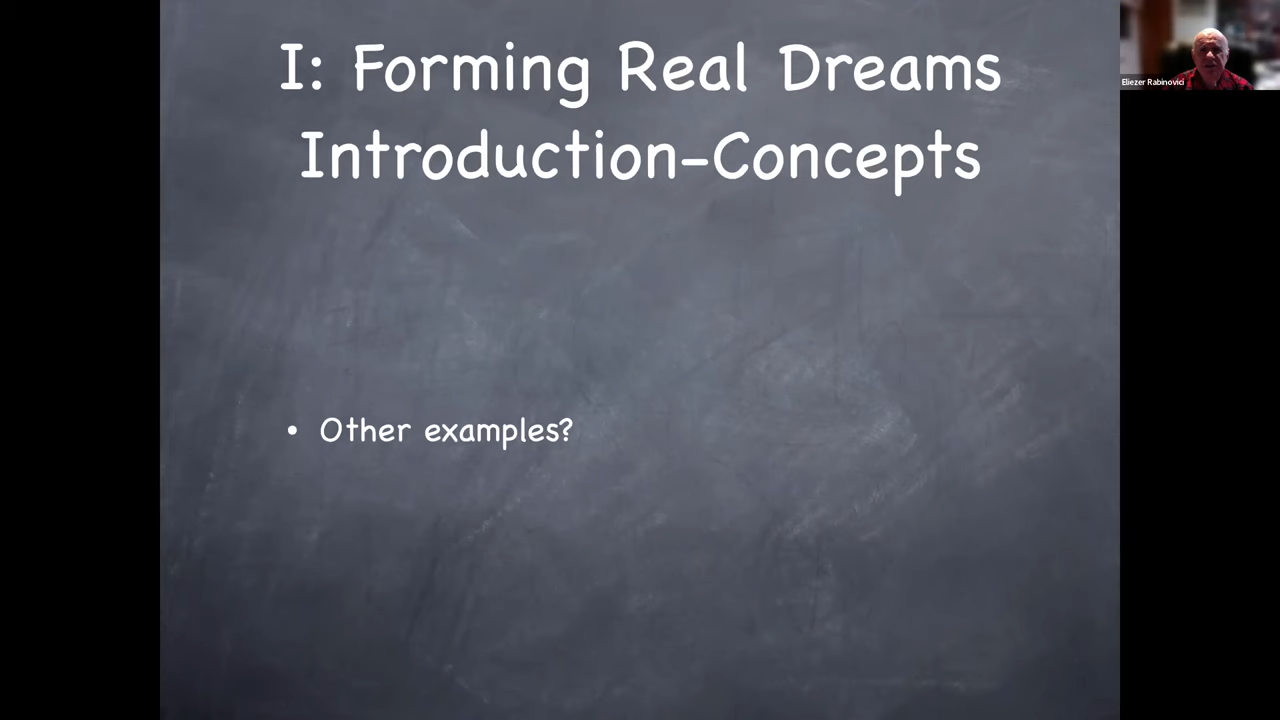 I: Forming Real Dreams
Introduction-Concepts
• Other examples?
Eliezer Rabinovici